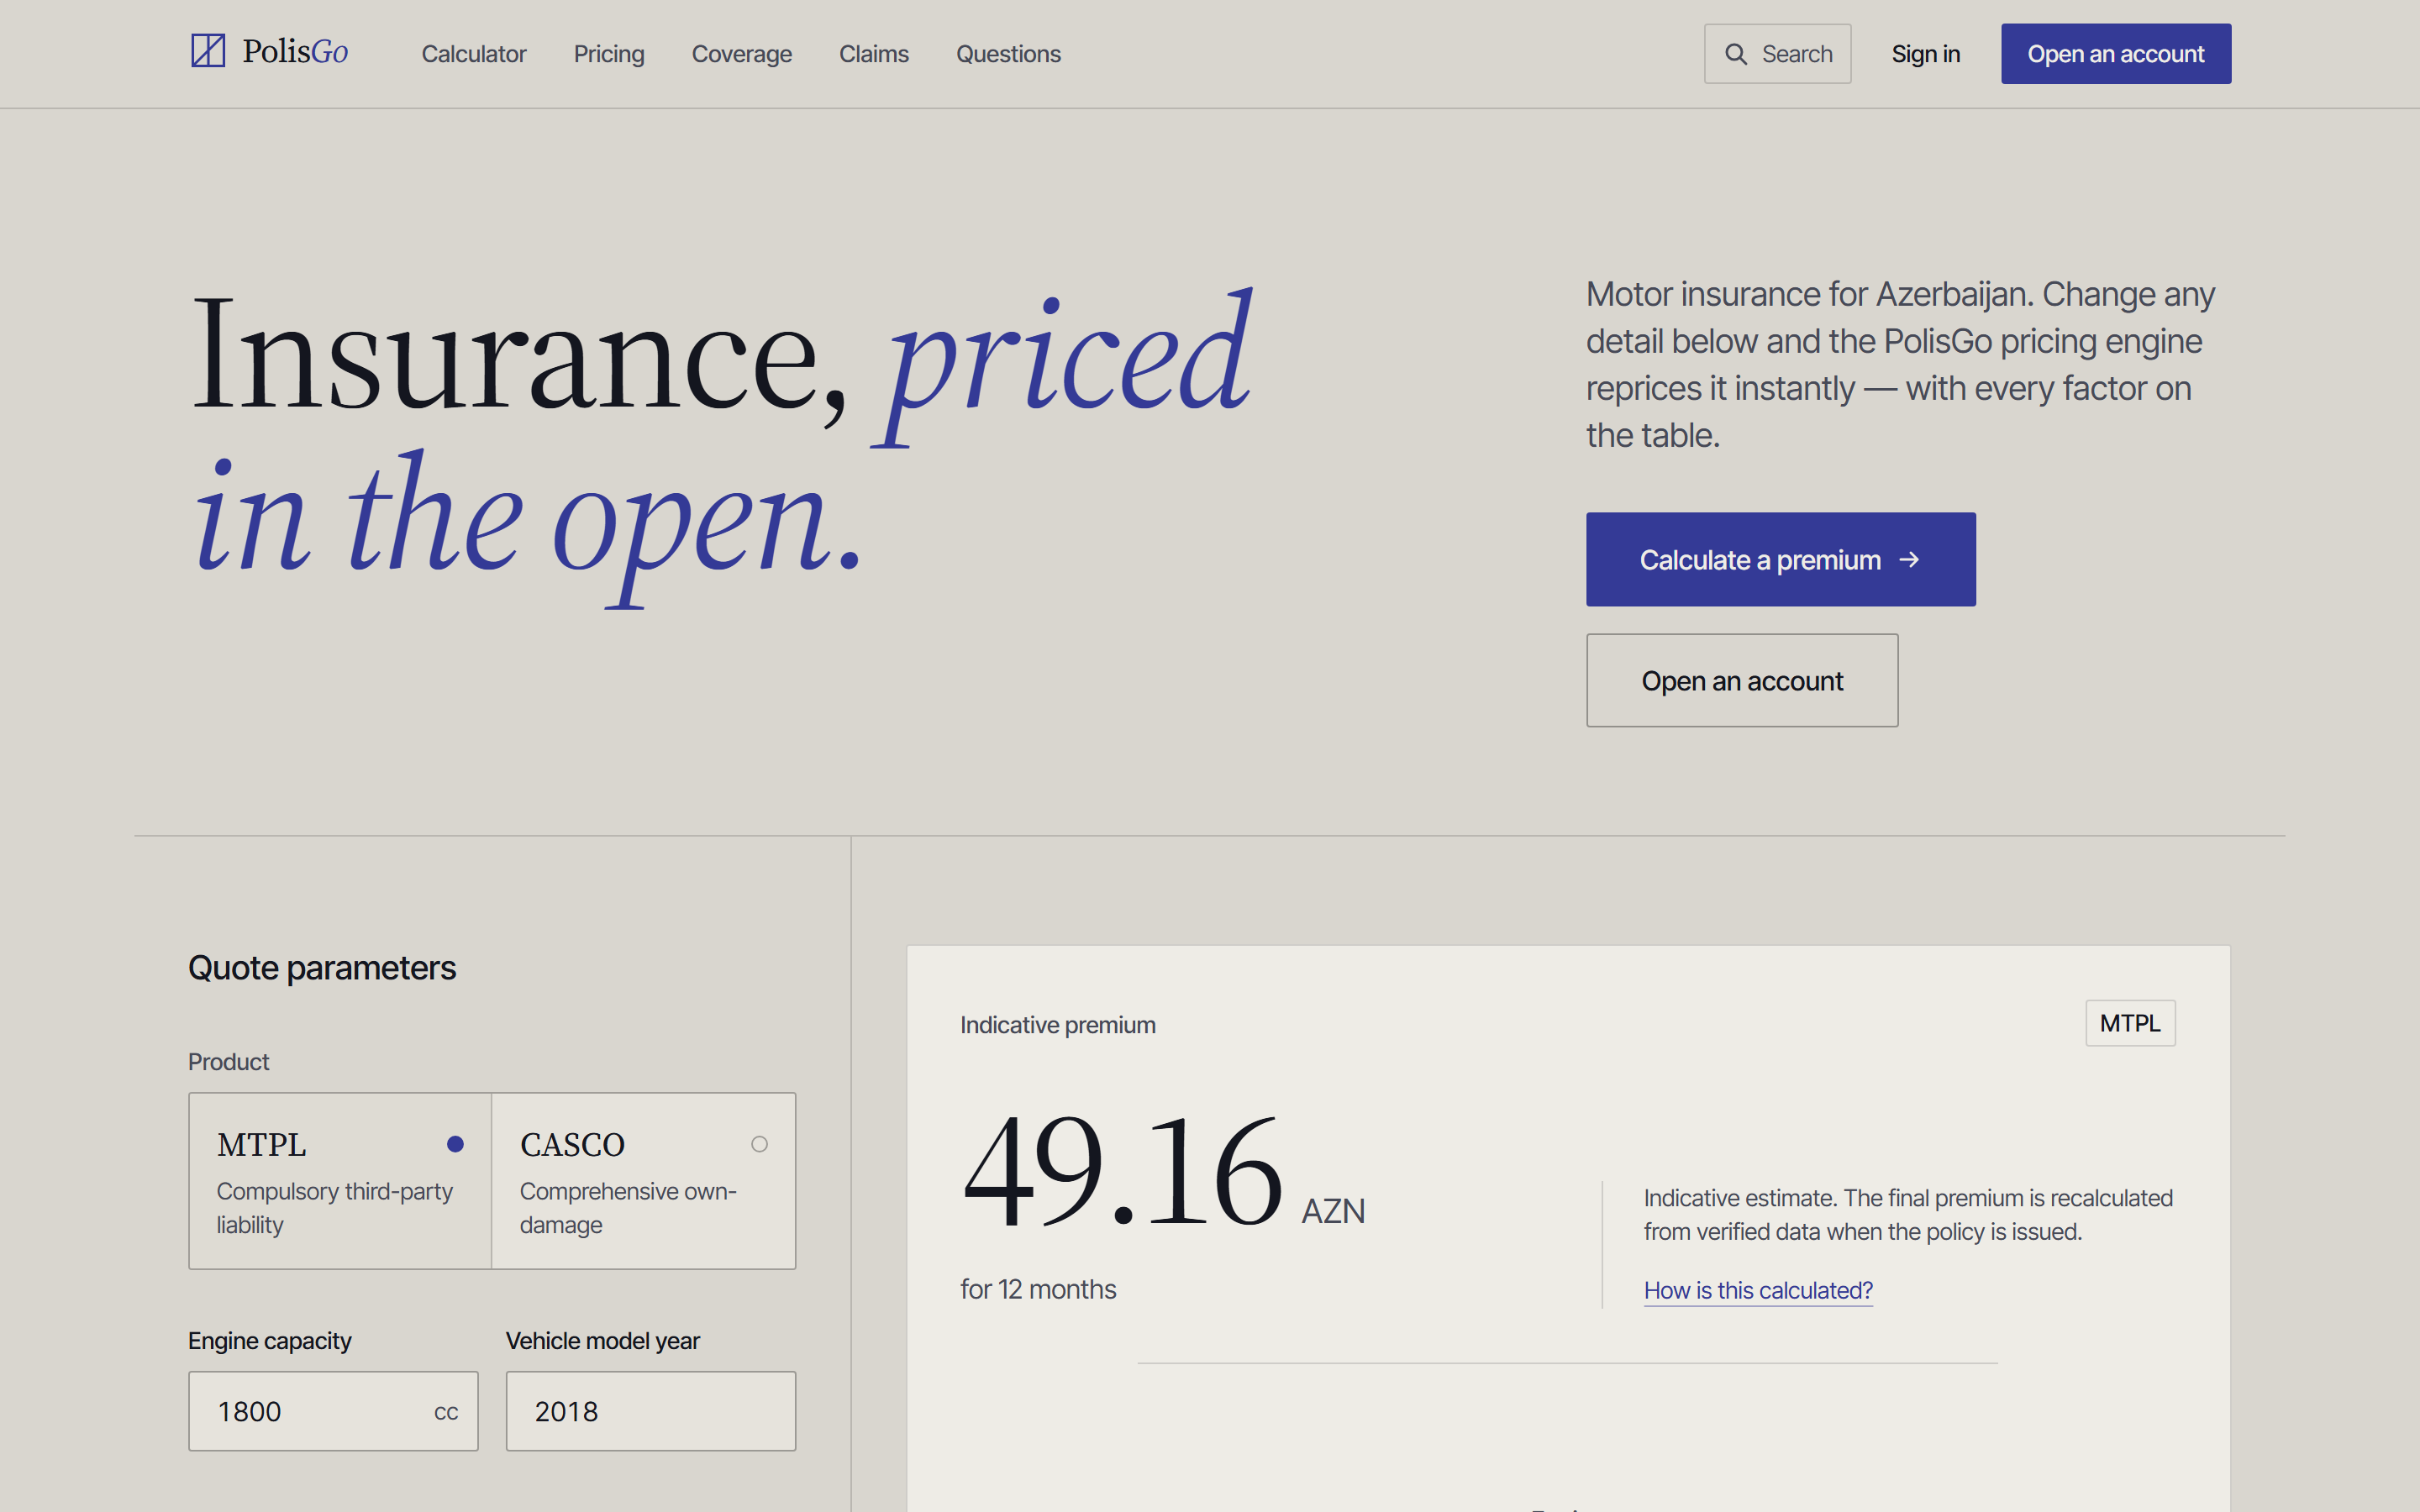 PolisGo
Calculator
Pricing
Coverage
Claims
Questions
Search
Sign in
Open an account
Insurance, priced
in the open.
Motor insurance for Azerbaijan. Change any
detail below and the PolisGo pricing engine
reprices it instantly — with every factor on
the table.
Calculate a premium →
Open an account
Quote parameters
Product
MTPL
Compulsory third-party
liability
CASCO
Comprehensive own-
damage
Engine capacity
1800 cc
Vehicle model year
2018
Indicative premium
MTPL
49.16 AZN
for 12 months
Indicative estimate. The final premium is recalculated
from verified data when the policy is issued.
How is this calculated?